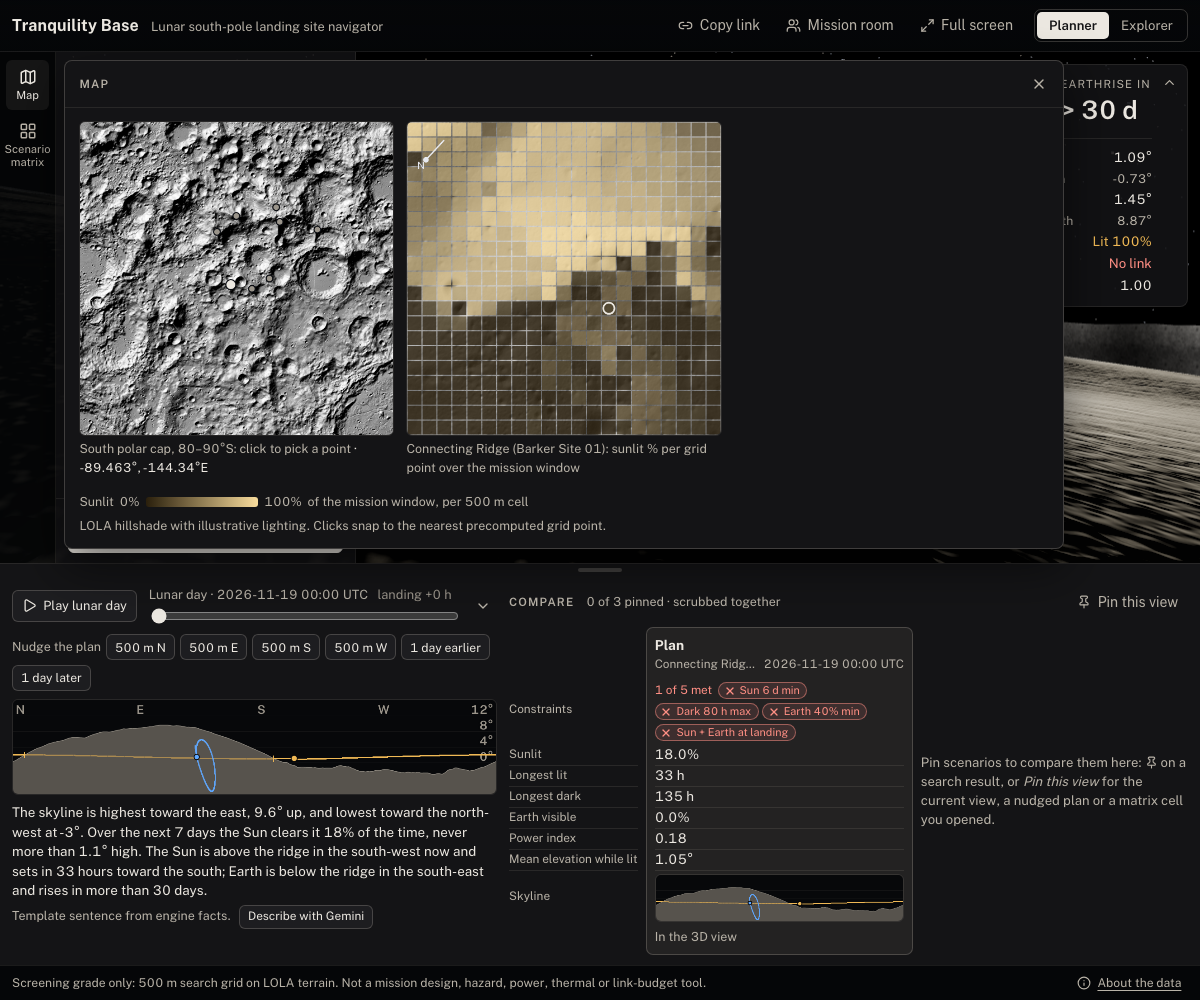 Tranquility Base Lunar south-pole landing site navigator
Copy link
Mission room
Full screen
Planner
Explorer
Map
Scenario
matrix
MAP
N
South polar cap, 80–90°S: click to pick a point ·
-89.463°, -144.34°E
Connecting Ridge (Barker Site 01): sunlit % per grid
point over the mission window
Sunlit 0% 100% of the mission window, per 500 m cell
LOLA hillshade with illustrative lighting. Clicks snap to the nearest precomputed grid point.
EARTHRISE IN
> 30 d
1.09°
-0.73°
1.45°
8.87°
Lit 100%
No link
1.00
Play lunar day
Lunar day · 2026-11-19 00:00 UTC landing +0 h
Nudge the plan
500 m N
500 m E
500 m S
500 m W
1 day earlier
1 day later
N E S W 12°
8°
4°
0°
The skyline is highest toward the east, 9.6° up, and lowest toward the north-
west at -3°. Over the next 7 days the Sun clears it 18% of the time, never
more than 1.1° high. The Sun is above the ridge in the south-west now and
sets in 33 hours toward the south; Earth is below the ridge in the south-east
and rises in more than 30 days.
Template sentence from engine facts.
Describe with Gemini
COMPARE 0 of 3 pinned · scrubbed together
Pin this view
Plan
Connecting Ridg... 2026-11-19 00:00 UTC
Constraints
1 of 5 met
Sun 6 d min
Dark 80 h max
Earth 40% min
Sun + Earth at landing
Sunlit 18.0%
Longest lit 33 h
Longest dark 135 h
Earth visible 0.0%
Power index 0.18
Mean elevation while lit 1.05°
Skyline
In the 3D view
Pin scenarios to compare them here: on a
search result, or Pin this view for the
current view, a nudged plan or a matrix cell
you opened.
Screening grade only: 500 m search grid on LOLA terrain. Not a mission design, hazard, power, thermal or link-budget tool.
About the data